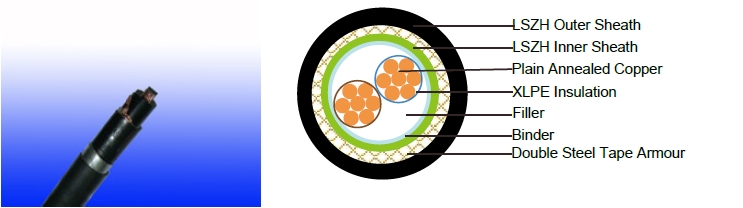 LSZH Outer Sheath
LSZH Inner Sheath
Plain Annealed Copper
XLPE Insulation
Filler
Binder
Double Steel Tape Armour